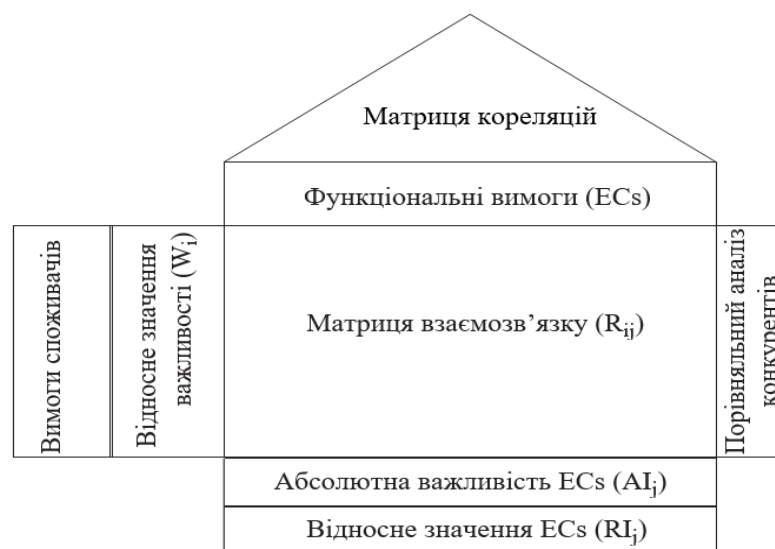 Матриця кореляцій
Функціональні вимоги (ECs)
Вимоги споживачів
Відносне значення
важливості (Wi)
Матриця взаємозв’язку (Rij)
Порівняльний аналіз
конкурентів
Абсолютна важливість ECs (AIj)
Відносне значення ECs (RIj)